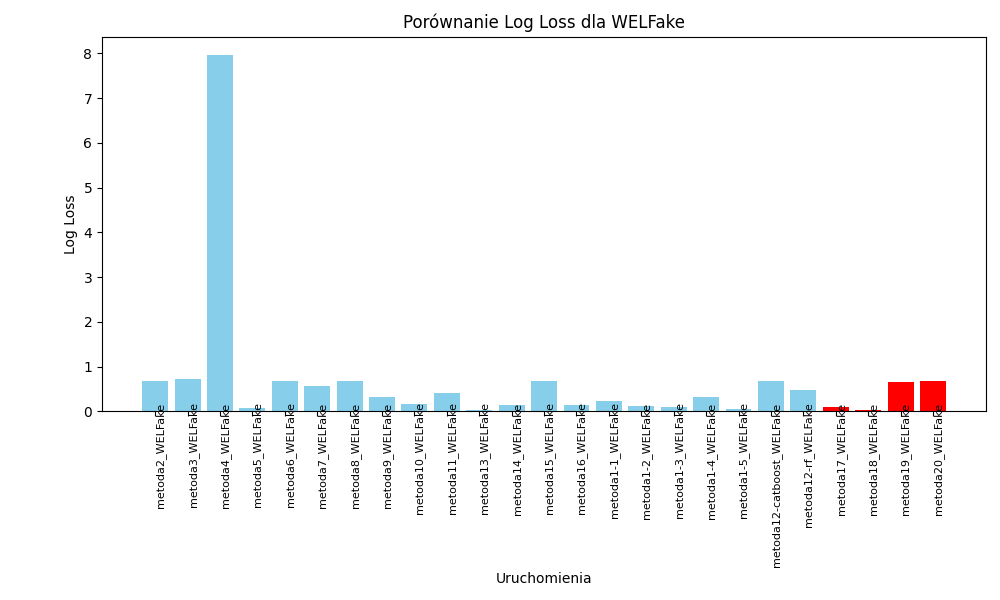 Porównanie Log Loss dla WELFake
Log Loss
8
7
6
5
4
3
2
1
0
metoda2_WELFake
metoda3_WELFake
metoda4_WELFake
metoda5_WELFake
metoda6_WELFake
metoda7_WELFake
metoda8_WELFake
metoda9_WELFake
metoda10_WELFake
metoda11_WELFake
metoda13_WELFake
metoda14_WELFake
metoda15_WELFake
metoda16_WELFake
metoda1-1_WELFake
metoda1-2_WELFake
metoda1-3_WELFake
metoda1-4_WELFake
metoda1-5_WELFake
metoda12-catboost_WELFake
metoda12-rf_WELFake
metoda17_WELFake
metoda18_WELFake
metoda19_WELFake
metoda20_WELFake
Uruchomienia